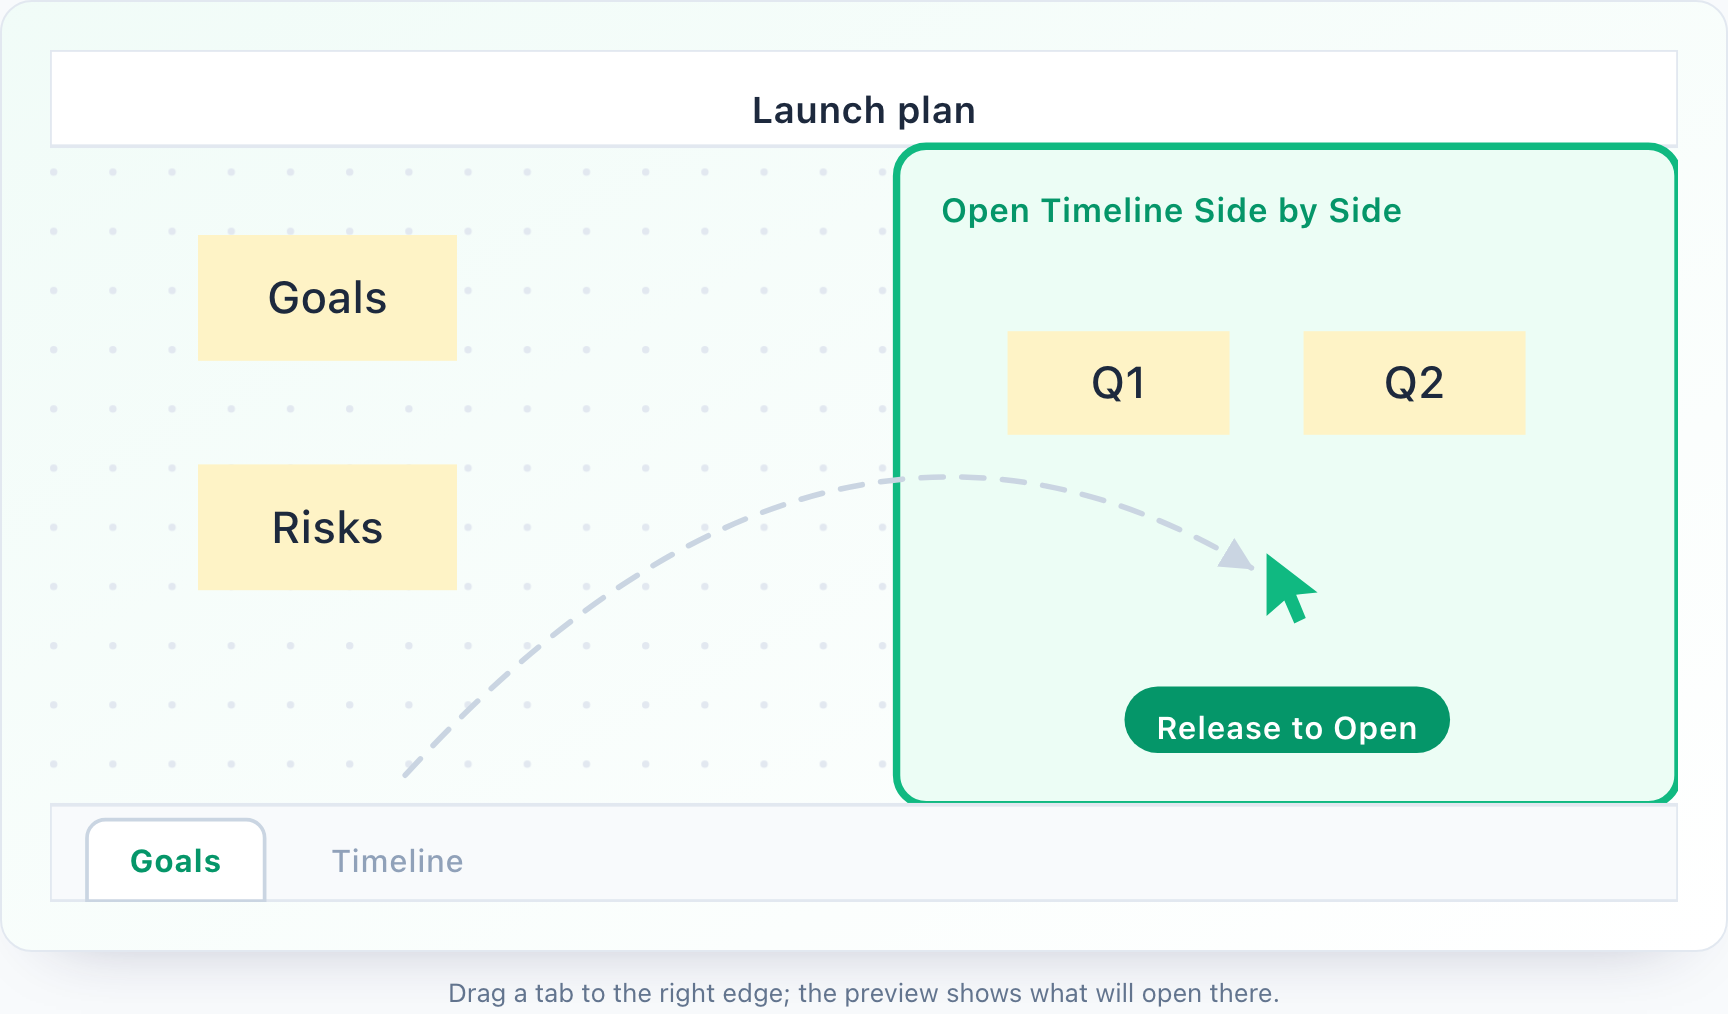 Launch plan
Open Timeline Side by Side
Goals
Q1
Q2
Risks
Release to Open
Goals
Timeline
Drag a tab to the right edge; the preview shows what will open there.